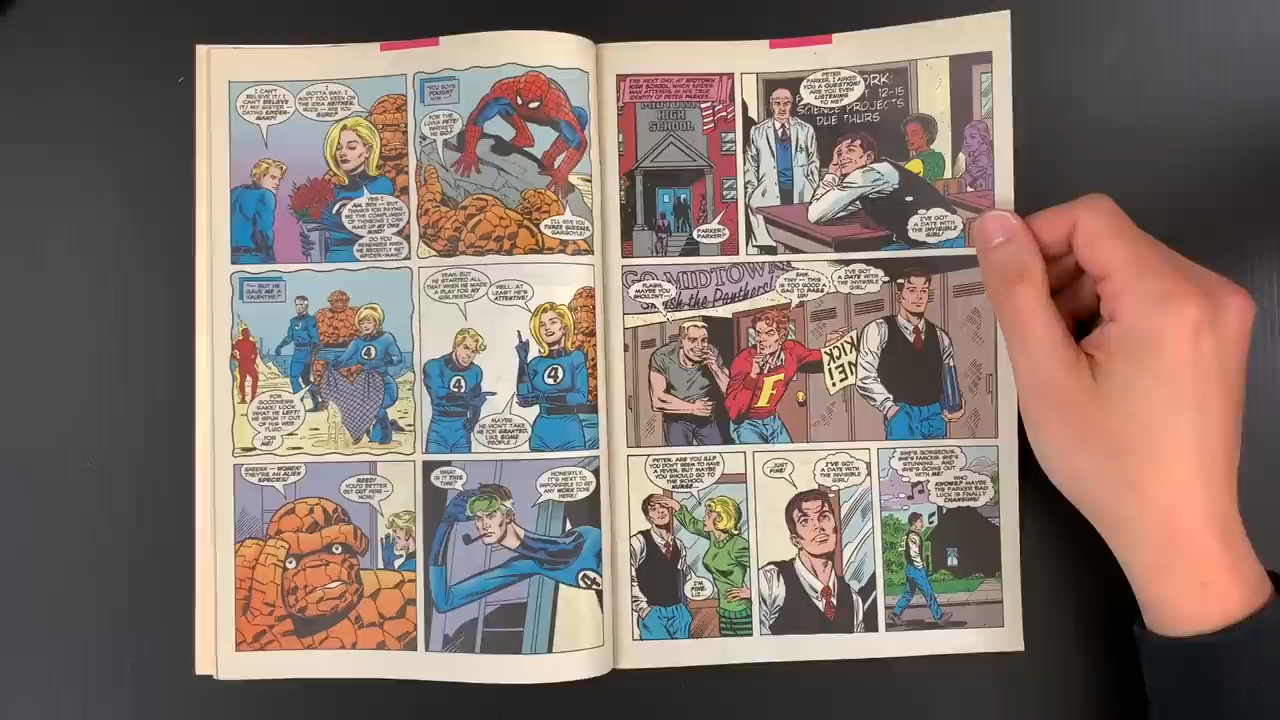 I CAN'T
BELIEVE IT! I
CAN'T BELIEVE
IT! MY SISTER --
DATING SPIDER-
MAN?!
GOTTA SAY, I
AIN'T TOO KEEN ON
THE IDEA NEITHER,
SUZIE -- ARE YOU
SURE?
YES I
AM, BEN -- BUT
THANKS FOR PAYING
ME THE COMPLIMENT
OF THINKING I CAN
MAKE UP MY OWN
MIND!
DO YOU
REMEMBER WHEN
WE RECENTLY MET
SPIDER-MAN?
"YOU BOYS
FOUGHT
HIM --"
FOR THE
LUVVA PETE!
WHERE'D
HE GO?
I'LL GIVE YOU
THREE GUESSES,
GARGOYLE!
"-- BUT HE
GAVE ME A
VALENTINE!"
FOR
GOODNESS
SAKE! LOOK
WHAT HE LEFT!
HE SPUN IT OUT
OF HIS WEB
FLUID...
...FOR
ME!
YEAH, BUT
HE STARTED ALL
THAT WHEN HE MADE
A PLAY FOR MY
GIRLFRIEND!
WELL, AT
LEAST HE'S
ATTENTIVE!
MAYBE
HE WON'T TAKE
ME FOR GRANTED,
LIKE SOME
PEOPLE...!
SHEESH -- WOMEN!
THEY'RE AN ALIEN
SPECIES!
REED!
YOU'D BETTER
GET OUT HERE --
NOW!
WHAT
IS IT THIS
TIME?
HONESTLY,
IT'S NEXT TO
IMPOSSIBLE TO GET
ANY WORK DONE
HERE!
THE NEXT DAY, AT MIDTOWN
HIGH SCHOOL, WHICH SPIDER-
MAN ATTENDS IN HIS TRUE
IDENTITY OF PETER PARKER...
MIDTOWN
HIGH
SCHOOL
PARKER?
PETER
PARKER, I ASKED
YOU A QUESTION!
ARE YOU EVEN
LISTENING
TO ME?
ORK:
12-15
SCIENCE PROJECTS
DUE THURS
I'VE GOT
A DATE WITH
THE INVISIBLE
GIRL!
GO MIDTOWN
the Panthers!
FLASH,
MAYBE YOU
SHOULDN'T--
SHH,
TINY -- THIS
IS TOO GOOD A
GAG TO PASS
UP!
I'VE GOT
A DATE WITH
THE INVISIBLE
GIRL!
KICK
ME!
F
PETER, ARE YOU ILL?
YOU DON'T SEEM TO HAVE
A FEVER, BUT MAYBE
YOU SHOULD GO TO
THE SCHOOL
NURSE...
I'M
FINE,
...JUST
FINE!
I'VE GOT
A DATE WITH
THE INVISIBLE
GIRL!
SHE'S GORGEOUS,
SHE'S FAMOUS, SHE'S
STUNNING... AND
SHE'S GOING OUT
WITH ME!
WHO
KNOWS? MAYBE
THE PARKER BAD
LUCK IS FINALLY
CHANGING!